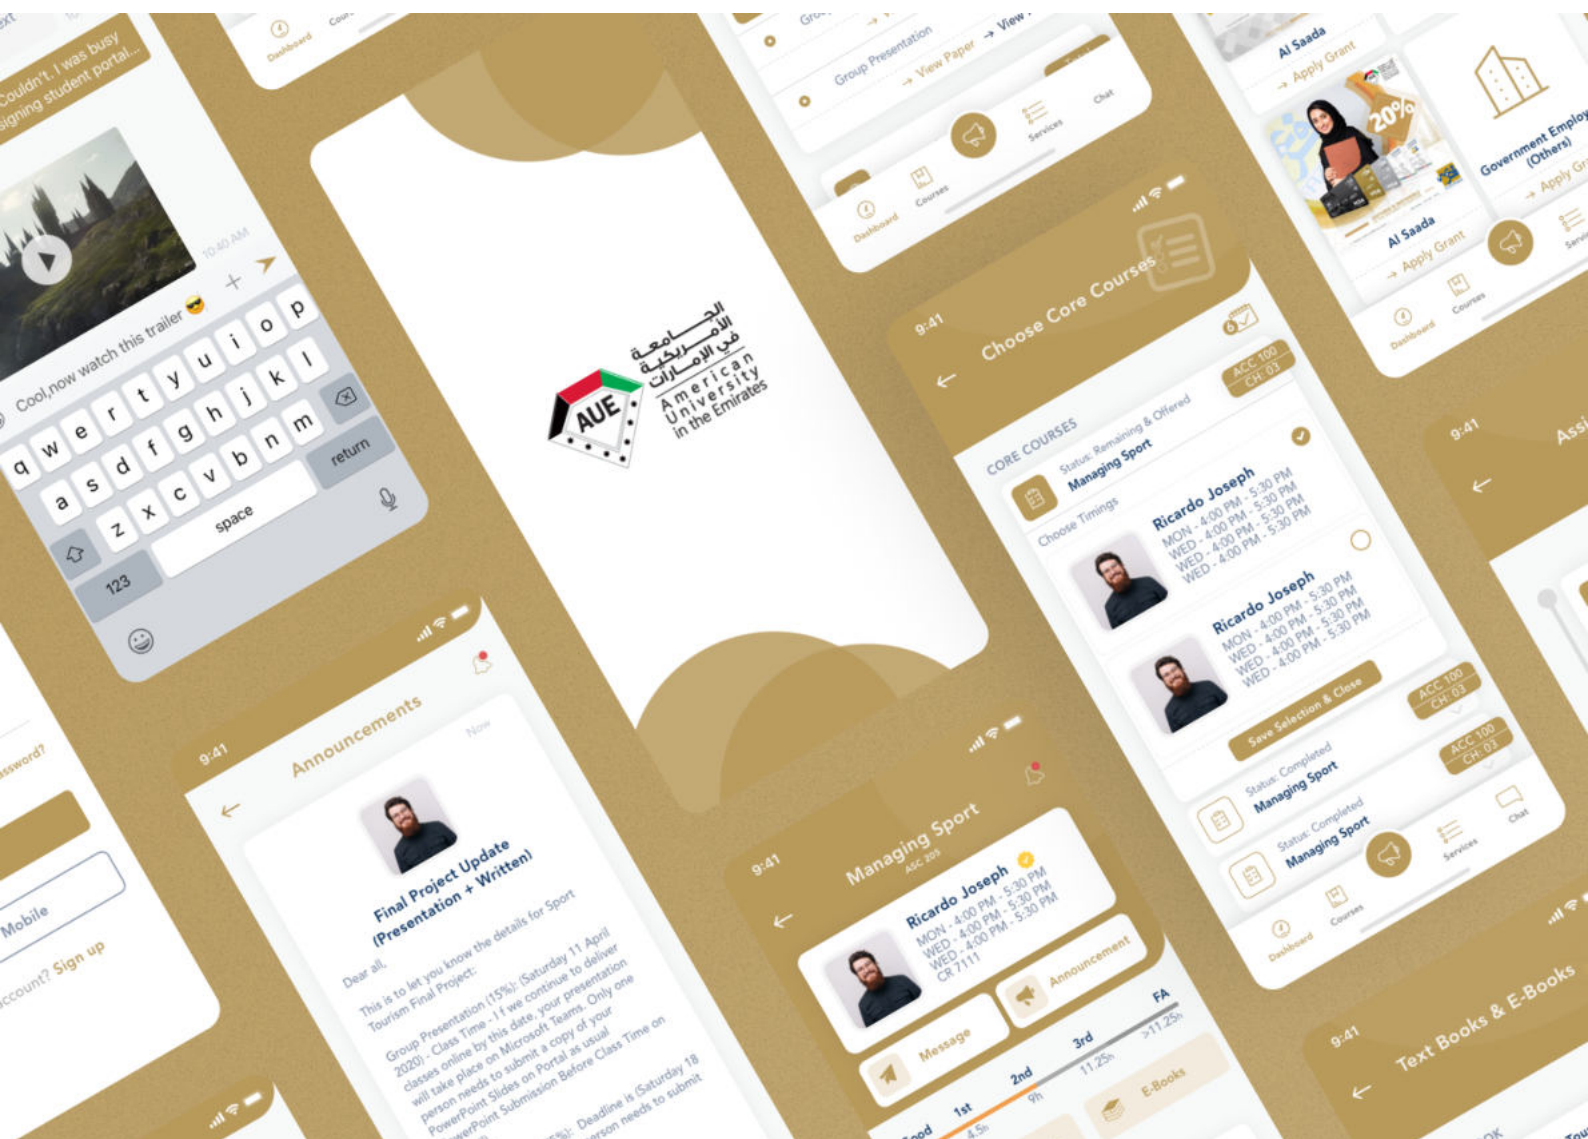 Couldn't. I was busy
signing student portal...
10:40 AM
Cool,now watch this trailer 😎
q w e r t y u i o p
a s d f g h j k l
z x c v b n m
123
space
return
Dashboard
Mobile
account? Sign up
9:41
Announcements
Now
Final Project Update
(Presentation + Written)
Dear all,
This is to let you know the details for Sport
Tourism Final Project:
Group Presentation (15%): (Saturday 11 April
2020) - Class Time - I f we continue to deliver
classes online by this date, your presentation
will take place on Microsoft Teams. Only one
person needs to submit a copy of your
PowerPoint Slides on Portal as usual
PowerPoint Submission Before Class Time on
Deadline is (Saturday 18
person needs to submit
الجـــامعة
الأمـــريكية
في الإمــارات
American
University
in the Emirates
AUE
Group Presentation
→ View Paper
→ View
Dashboard
Courses
Services
Chat
9:41
Choose Core Courses
6
CORE COURSES
ACC 100
CH: 03
Status: Remaining & Offered
Managing Sport
Choose Timings
Ricardo Joseph
MON - 4:00 PM - 5:30 PM
WED - 4:00 PM - 5:30 PM
WED - 4:00 PM - 5:30 PM
WED - 4:00 PM - 5:30 PM
Ricardo Joseph
MON - 4:00 PM - 5:30 PM
WED - 4:00 PM - 5:30 PM
WED - 4:00 PM - 5:30 PM
WED - 4:00 PM - 5:30 PM
Save Selection & Close
ACC 100
CH: 03
Status: Completed
Managing Sport
ACC 100
CH: 03
Status: Completed
Managing Sport
Dashboard
Courses
Services
Chat
9:41
Managing Sport
ASC 205
Ricardo Joseph
MON - 4:00 PM - 5:30 PM
WED - 4:00 PM - 5:30 PM
WED - 4:00 PM - 5:30 PM
CR 7111
Message
Announcement
1st
2nd
3rd
FA
4.5h
9h
11.25h
>11.25h
E-Books
Al Saada
→ Apply Grant
20%
Al Saada
→ Apply Grant
Government Employ
(Others)
→ Apply
Dashboard
Courses
9:41
Assi
9:41
Text Books & E-Books